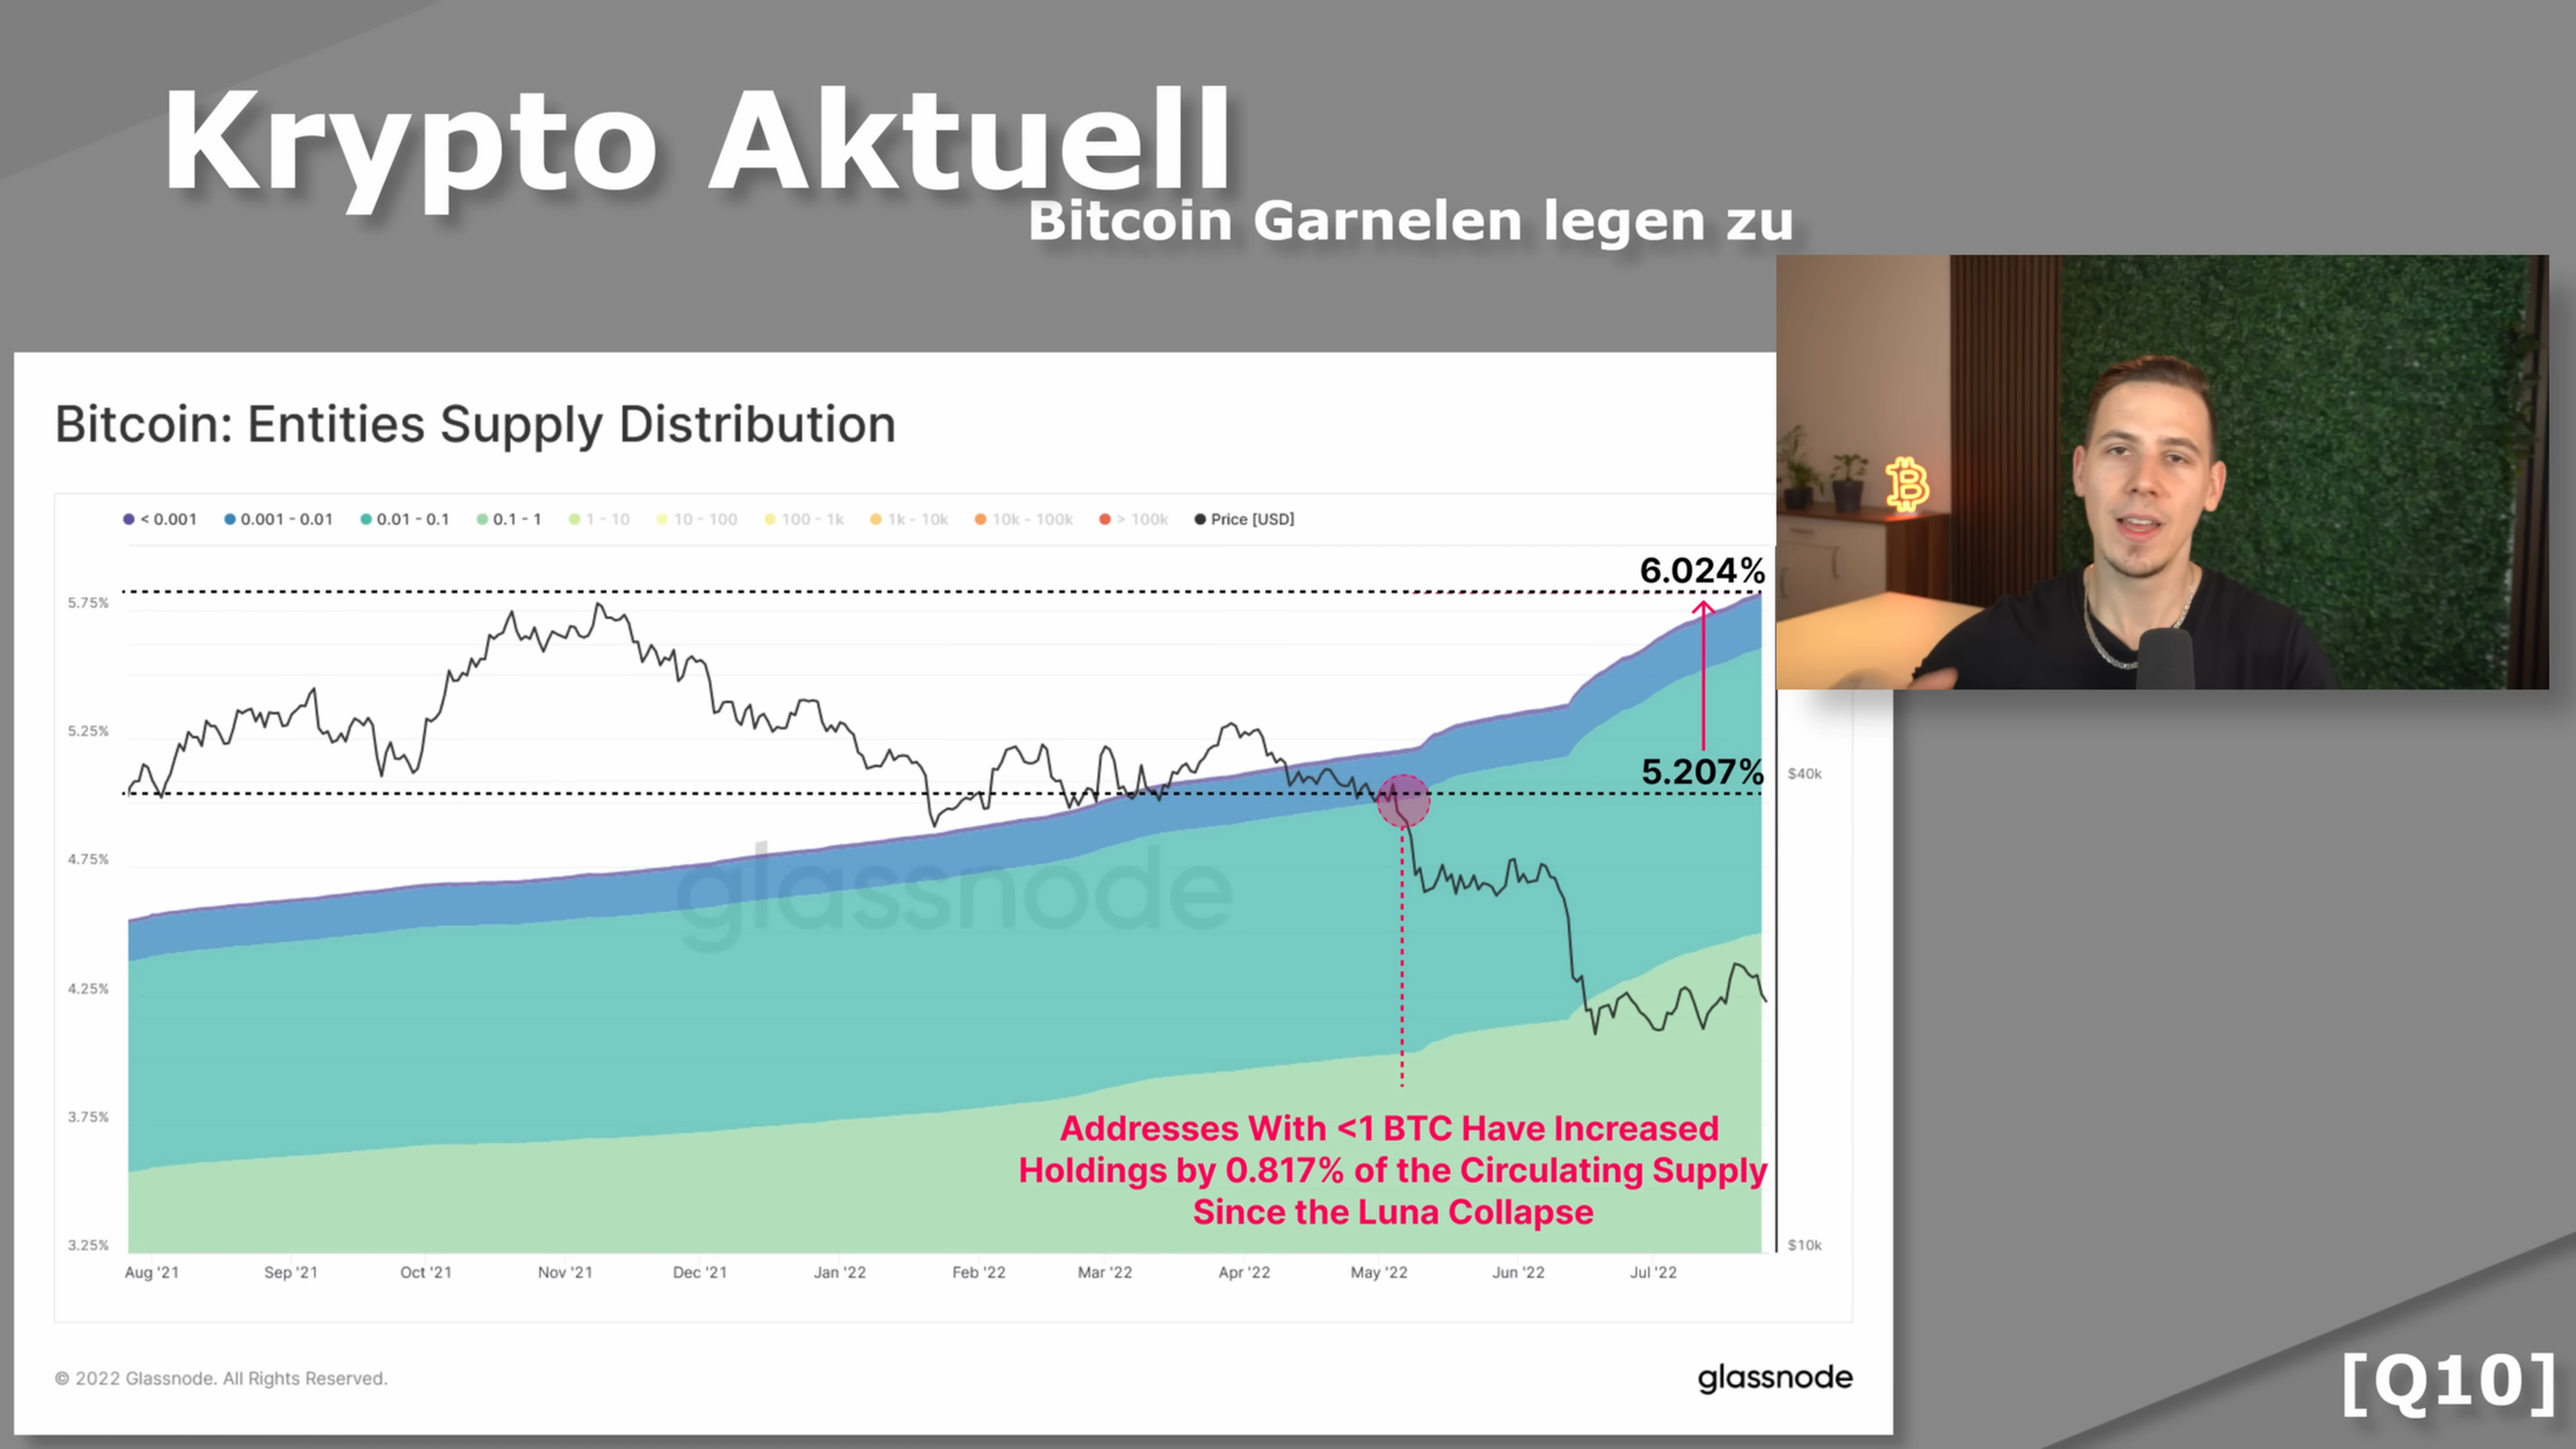 Krypto Aktuell
Bitcoin Garnelen legen zu
Bitcoin: Entities Supply Distribution
< 0.001 0.001 - 0.01 0.01 - 0.1 0.1 - 1 1 - 10 10 - 100 100 - 1k 1k - 10k 10k - 100k > 100k Price [USD]
6.024%
5.75%
5.25%
5.207%
$40k
4.75%
glassnode
4.25%
3.75%
Addresses With <1 BTC Have Increased
Holdings by 0.817% of the Circulating Supply
Since the Luna Collapse
3.25%
$10k
Aug '21 Sep '21 Oct '21 Nov '21 Dec '21 Jan '22 Feb '22 Mar '22 Apr '22 May '22 Jun '22 Jul '22
© 2022 Glassnode. All Rights Reserved.
glassnode
[Q10]